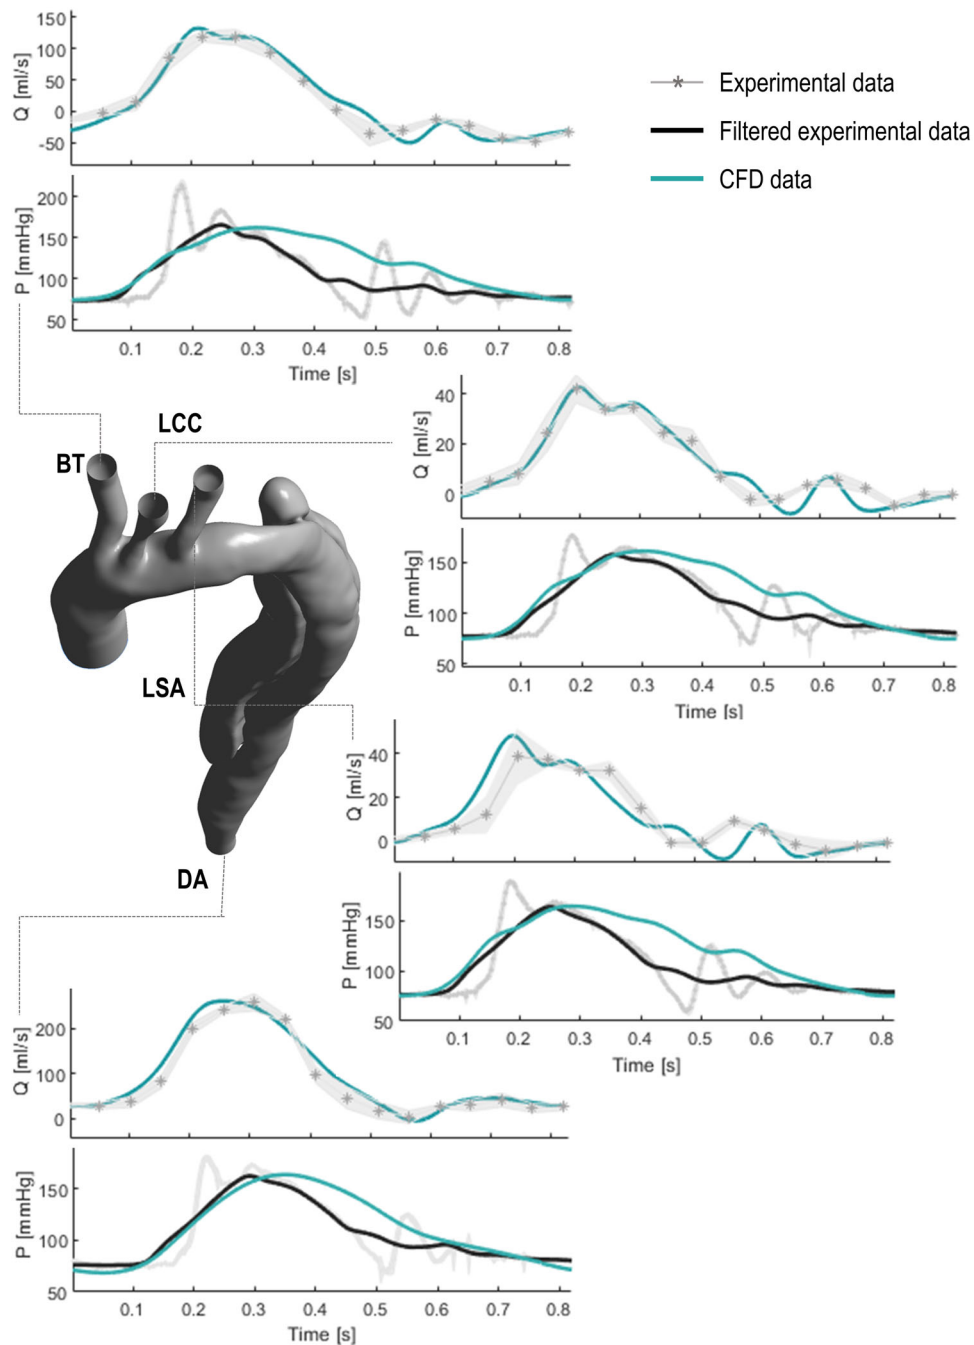 150
100
50
0
-50
Q [ml/s]
Experimental data
Filtered experimental data
CFD data
200
150
100
50
P [mmHg]
0.1 0.2 0.3 0.4 0.5 0.6 0.7 0.8
Time [s]
BT
LCC
LSA
DA
40
20
0
Q [ml/s]
150
100
50
P [mmHg]
0.1 0.2 0.3 0.4 0.5 0.6 0.7 0.8
Time [s]
40
20
0
Q [ml/s]
150
100
50
P [mmHg]
0.1 0.2 0.3 0.4 0.5 0.6 0.7 0.8
Time [s]
200
100
0
Q [ml/s]
150
100
50
P [mmHg]
0.1 0.2 0.3 0.4 0.5 0.6 0.7 0.8
Time [s]